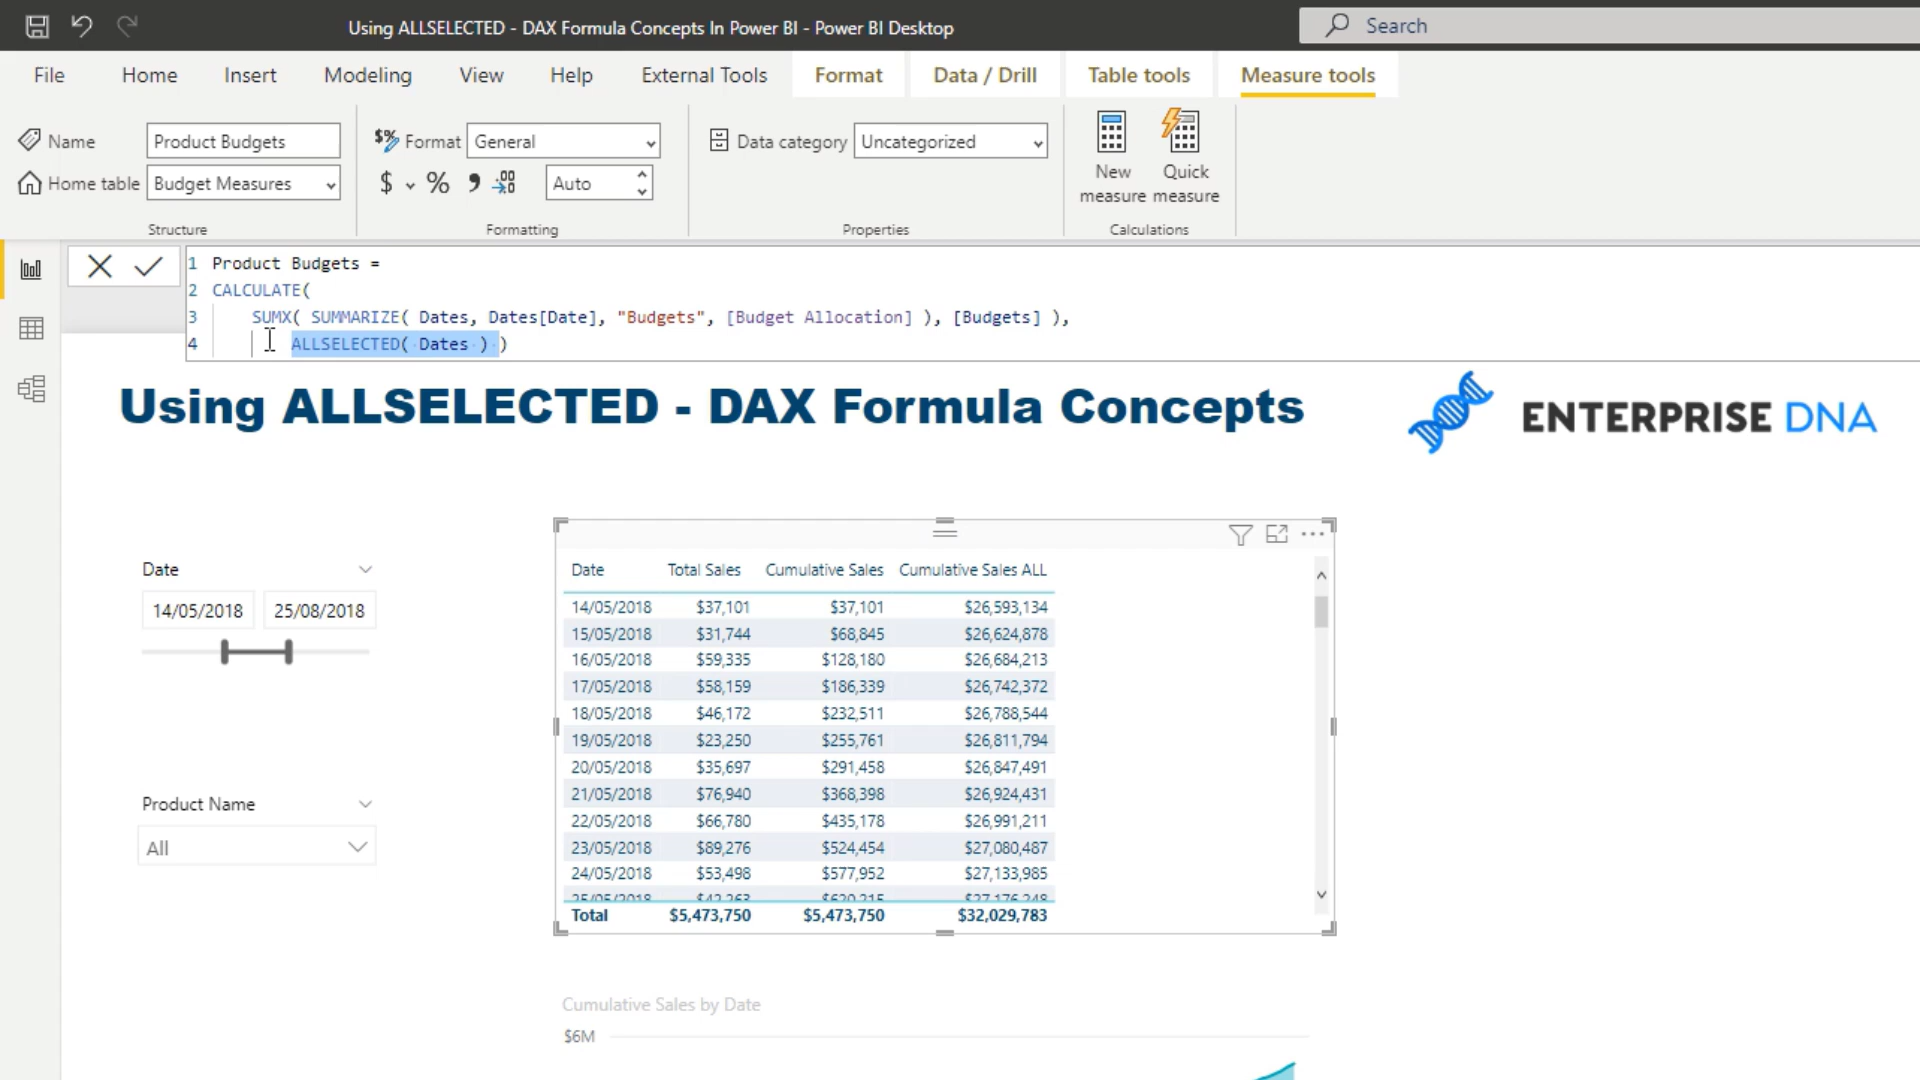 Using ALLSELECTED - DAX Formula Concepts In Power BI - Power BI Desktop
Search
File Home Insert Modeling View Help External Tools Format Data / Drill Table tools Measure tools
Name Product Budgets
Home table Budget Measures
Structure
$% Format General
$ % , .00 Auto
Formatting
Data category Uncategorized
Properties
New measure
Quick measure
Calculations
1 Product Budgets =
2 CALCULATE(
3 SUMX( SUMMARIZE( Dates, Dates[Date], "Budgets", [Budget Allocation] ), [Budgets] ),
4 ALLSELECTED( Dates ) )
Using ALLSELECTED - DAX Formula Concepts
ENTERPRISE DNA
Date
14/05/2018 25/08/2018
Product Name
All
Date Total Sales Cumulative Sales Cumulative Sales ALL
14/05/2018 $37,101 $37,101 $26,593,134
15/05/2018 $31,744 $68,845 $26,624,878
16/05/2018 $59,335 $128,180 $26,684,213
17/05/2018 $58,159 $186,339 $26,742,372
18/05/2018 $46,172 $232,511 $26,788,544
19/05/2018 $23,250 $255,761 $26,811,794
20/05/2018 $35,697 $291,458 $26,847,491
21/05/2018 $76,940 $368,398 $26,924,431
22/05/2018 $66,780 $435,178 $26,991,211
23/05/2018 $89,276 $524,454 $27,080,487
24/05/2018 $53,498 $577,952 $27,133,985
25/05/2018 $42,263 $620,215 $27,176,248
Total $5,473,750 $5,473,750 $32,029,783
Cumulative Sales by Date
$6M